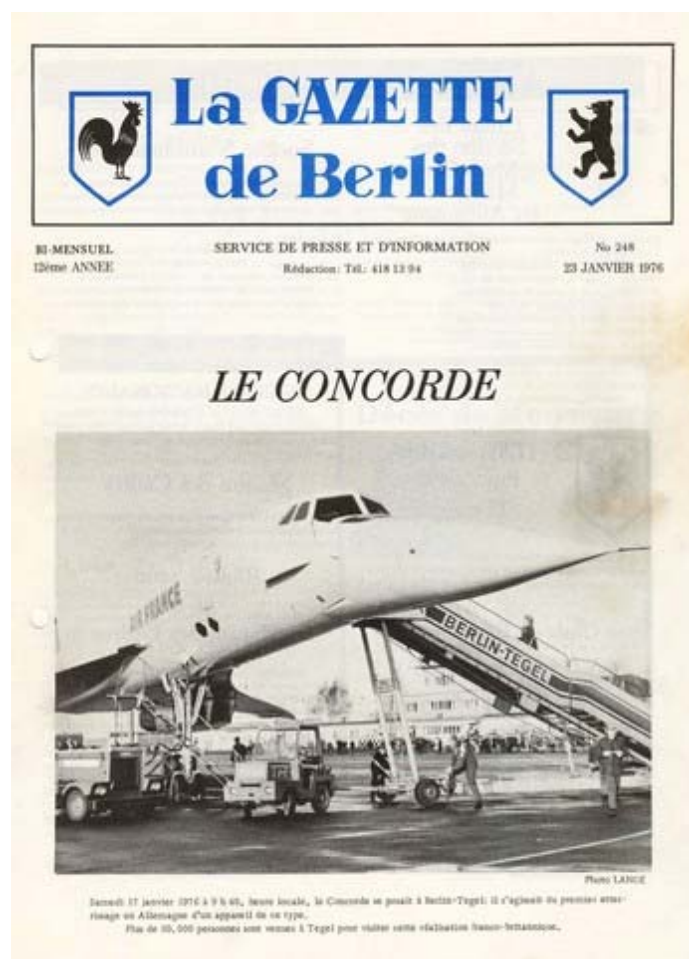 La GAZETTE
de Berlin
BI-MENSUEL
12ème ANNEE
SERVICE DE PRESSE ET D'INFORMATION
Rédaction: Tél.: 418 13 94
No 248
23 JANVIER 1976
LE CONCORDE
AIR FRANCE
BERLIN-TEGEL
Photo LANGE
Samedi 17 janvier 1976 à 9 h 40, heure locale, le Concorde se posait à Berlin-Tegel: il s'agissait du premier atter-
rissage en Allemagne d'un appareil de ce type.
Plus de 50,000 personnes sont venues à Tegel pour visiter cette réalisation franco-britannique.